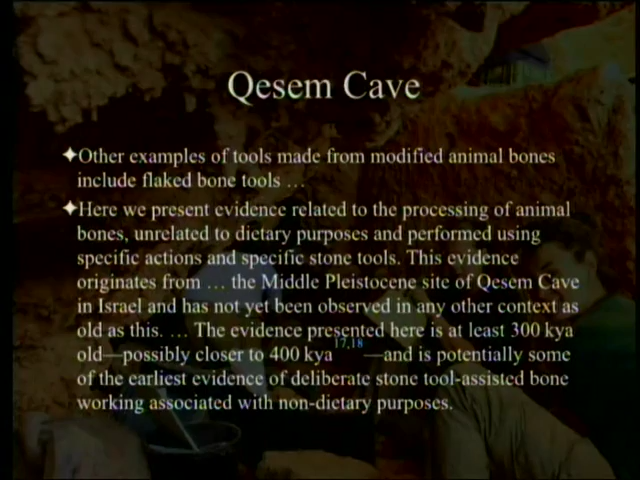 Qesem Cave
✦Other examples of tools made from modified animal bones
include flaked bone tools …
✦Here we present evidence related to the processing of animal
bones, unrelated to dietary purposes and performed using
specific actions and specific stone tools. This evidence
originates from … the Middle Pleistocene site of Qesem Cave
in Israel and has not yet been observed in any other context as
old as this. … The evidence presented here is at least 300 kya
old—possibly closer to 400 kya 17,18 —and is potentially some
of the earliest evidence of deliberate stone tool-assisted bone
working associated with non-dietary purposes.